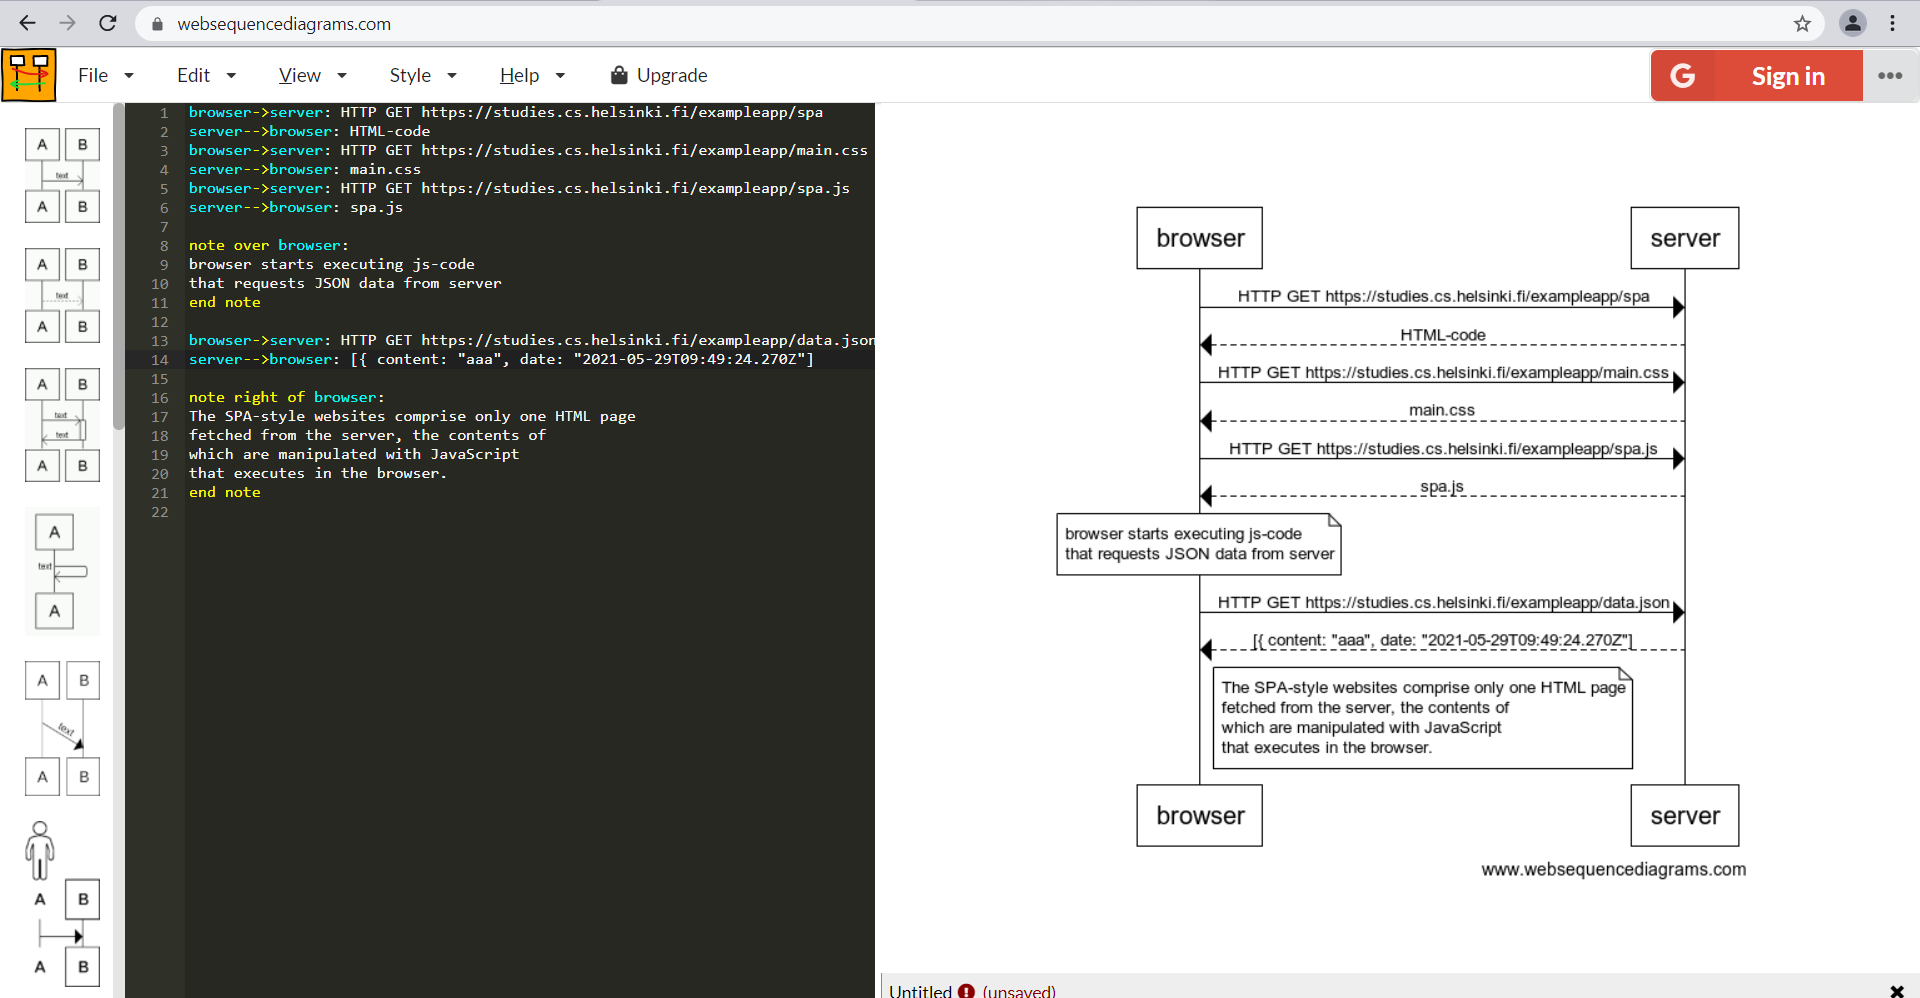 websequencediagrams.com
File Edit View Style Help Upgrade
G Sign in
A B
text
A B
A B
text
A B
A B
text
text
A B
A
text
A
A B
text
A B
A B
A B
1 browser->server: HTTP GET https://studies.cs.helsinki.fi/exampleapp/spa
2 server-->browser: HTML-code
3 browser->server: HTTP GET https://studies.cs.helsinki.fi/exampleapp/main.css
4 server-->browser: main.css
5 browser->server: HTTP GET https://studies.cs.helsinki.fi/exampleapp/spa.js
6 server-->browser: spa.js
7
8 note over browser:
9 browser starts executing js-code
10 that requests JSON data from server
11 end note
12
13 browser->server: HTTP GET https://studies.cs.helsinki.fi/exampleapp/data.json
14 server-->browser: [{ content: "aaa", date: "2021-05-29T09:49:24.270Z"]
15
16 note right of browser:
17 The SPA-style websites comprise only one HTML page
18 fetched from the server, the contents of
19 which are manipulated with JavaScript
20 that executes in the browser.
21 end note
22
browser server
HTTP GET https://studies.cs.helsinki.fi/exampleapp/spa
HTML-code
HTTP GET https://studies.cs.helsinki.fi/exampleapp/main.css
main.css
HTTP GET https://studies.cs.helsinki.fi/exampleapp/spa.js
spa.js
browser starts executing js-code
that requests JSON data from server
HTTP GET https://studies.cs.helsinki.fi/exampleapp/data.json
[{ content: "aaa", date: "2021-05-29T09:49:24.270Z"]
The SPA-style websites comprise only one HTML page
fetched from the server, the contents of
which are manipulated with JavaScript
that executes in the browser.
browser server
www.websequencediagrams.com
Untitled (unsaved)